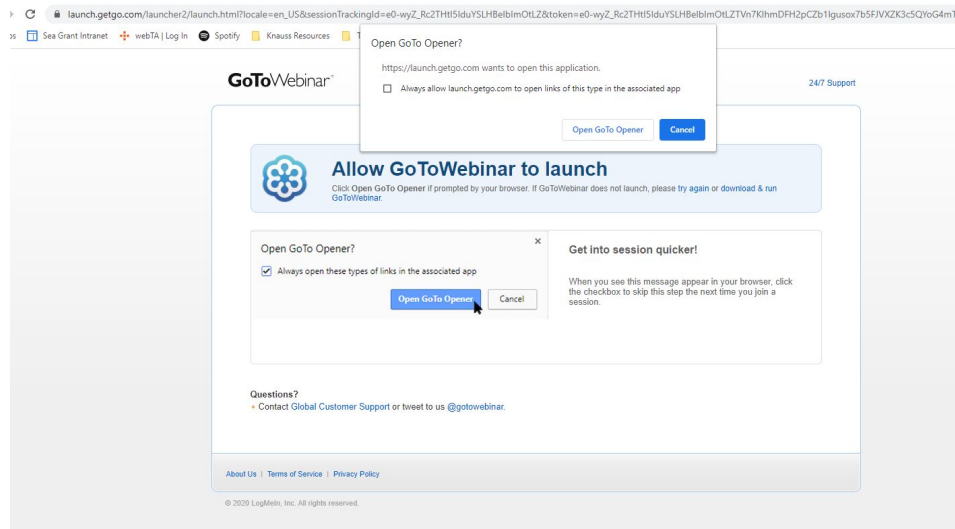 launch.getgo.com/launcher2/launch.html?locale=en_US&sessionTrackingId=e0-wyZ_Rc2THtI5IduYSLHBelbImOtLZ&token=e0-wyZ_Rc2THtI5IduYSLHBelbImOtLZTVn7KIhmDFH2pCZb1Igusox7b5FJVXZK3c5QYoG4mT
Sea Grant Intranet webTA | Log In Spotify Knauss Resources
Open GoTo Opener?
https://launch.getgo.com wants to open this application.
Always allow launch.getgo.com to open links of this type in the associated app
Open GoTo Opener Cancel
GoToWebinar
24/7 Support
Allow GoToWebinar to launch
Click Open GoTo Opener if prompted by your browser. If GoToWebinar does not launch, please try again or download & run
GoToWebinar.
Open GoTo Opener?
Always open these types of links in the associated app
Open GoTo Opener Cancel
Get into session quicker!
When you see this message appear in your browser, click
the checkbox to skip this step the next time you join a
session.
Questions?
• Contact Global Customer Support or tweet to us @gotowebinar.
About Us | Terms of Service | Privacy Policy
© 2020 LogMeIn, Inc. All rights reserved.